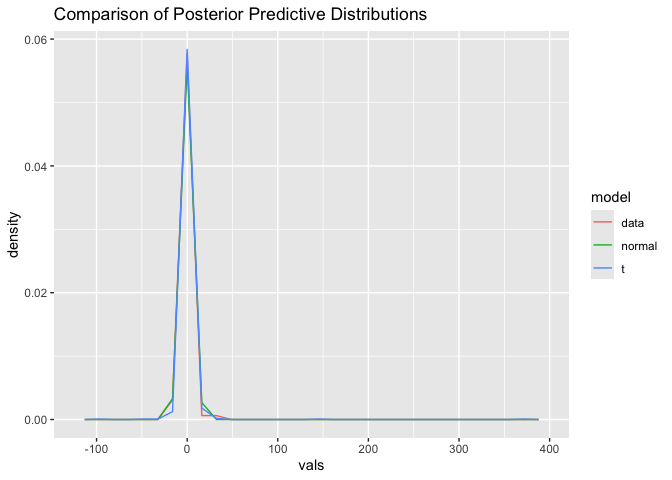 Comparison of Posterior Predictive Distributions
0.06
0.04
0.02
0.00
density
-100
0
100
200
300
400
vals
model
data
normal
t